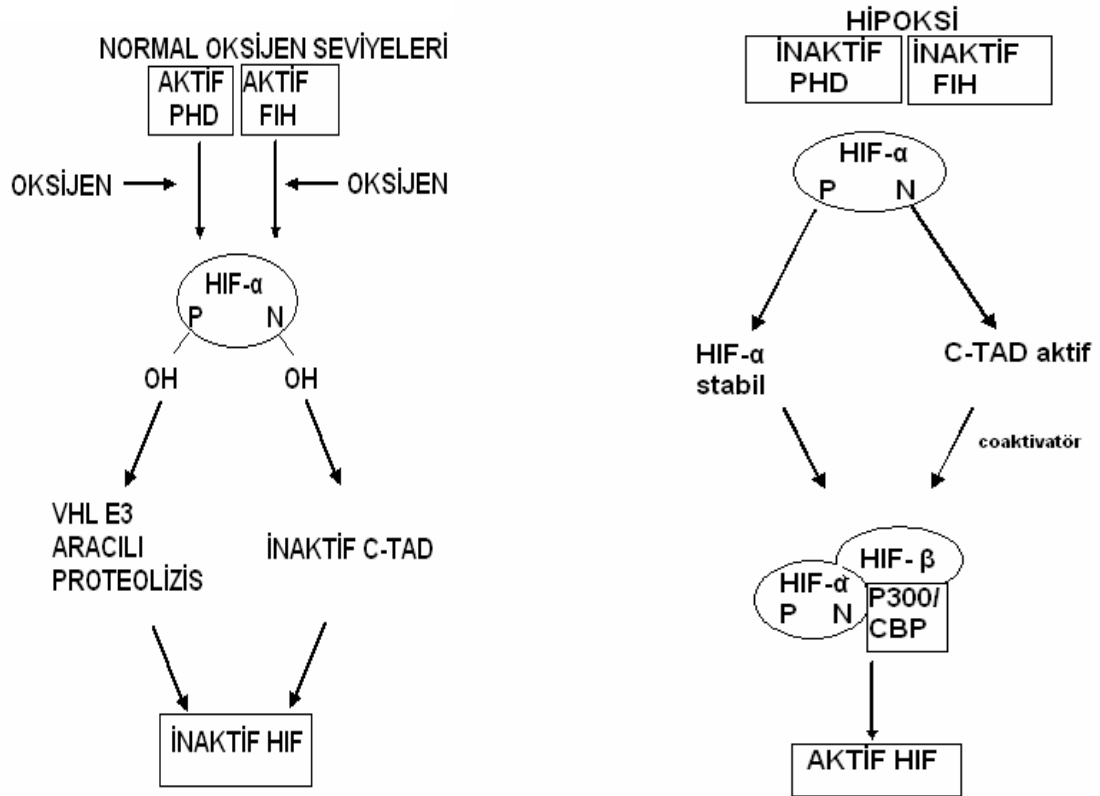 NORMAL OKSİJEN SEVİYELERİ
AKTİF
PHD
AKTİF
FIH
OKSİJEN
OKSİJEN
HIF-α
P N
OH OH
VHL E3
ARACILI
PROTEOLİZİS
İNAKTİF C-TAD
İNAKTİF HIF
HİPOKSİ
İNAKTİF
PHD
İNAKTİF
FIH
HIF-α
P N
HIF-α
stabil
C-TAD aktif
coaktivatör
HIF- β
HIF-α
P N
P300/
CBP
AKTİF HIF